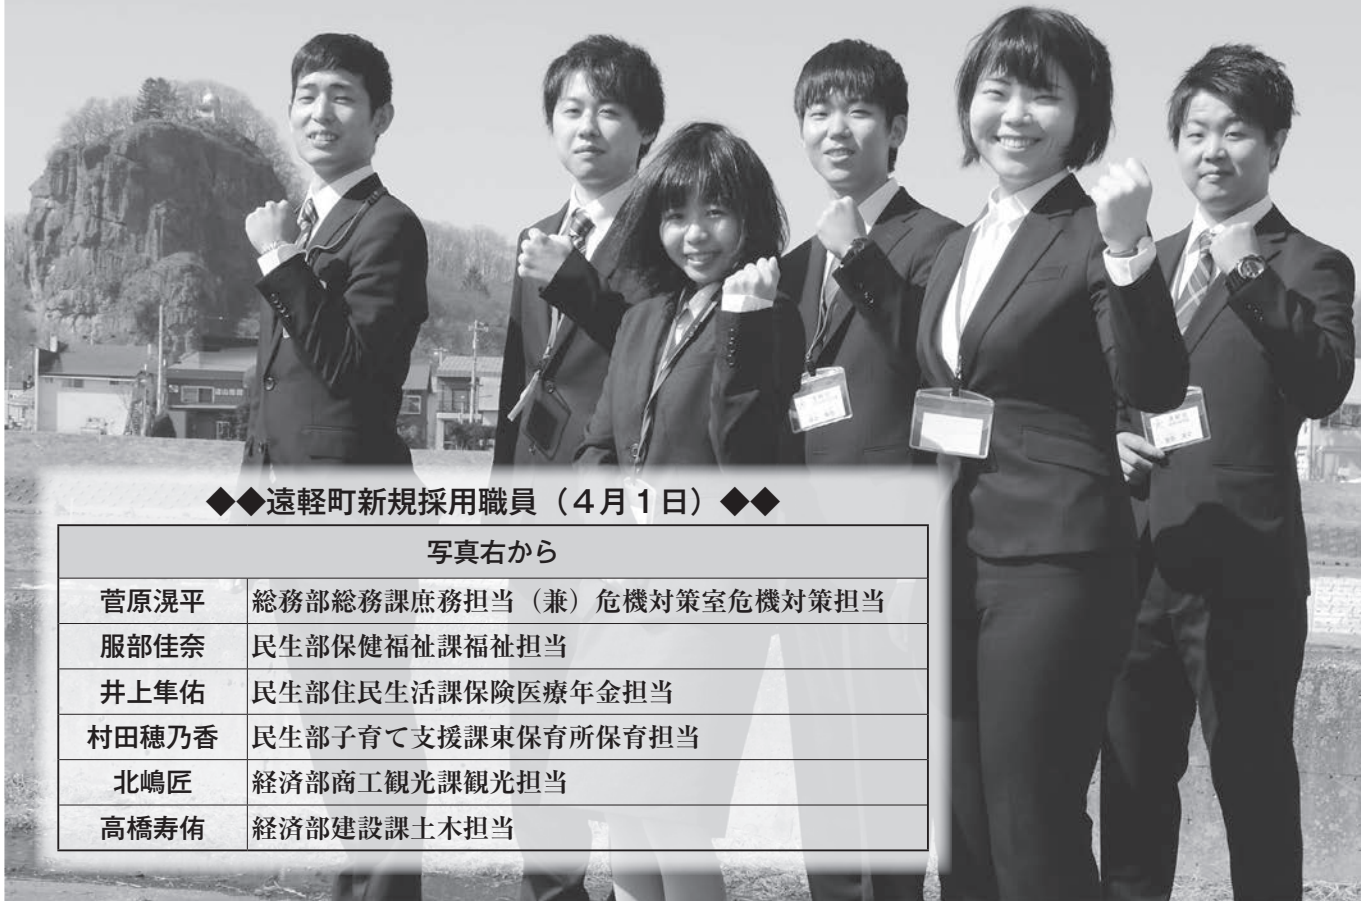 ◆◆遠軽町新規採用職員（４月１日）◆◆
写真右から
菅原滉平 総務部総務課庶務担当（兼）危機対策室危機対策担当
服部佳奈 民生部保健福祉課福祉担当
井上隼佑 民生部住民生活課保険医療年金担当
村田穂乃香 民生部子育て支援課東保育所保育担当
北嶋匠 経済部商工観光課観光担当
高橋寿侑 経済部建設課土木担当